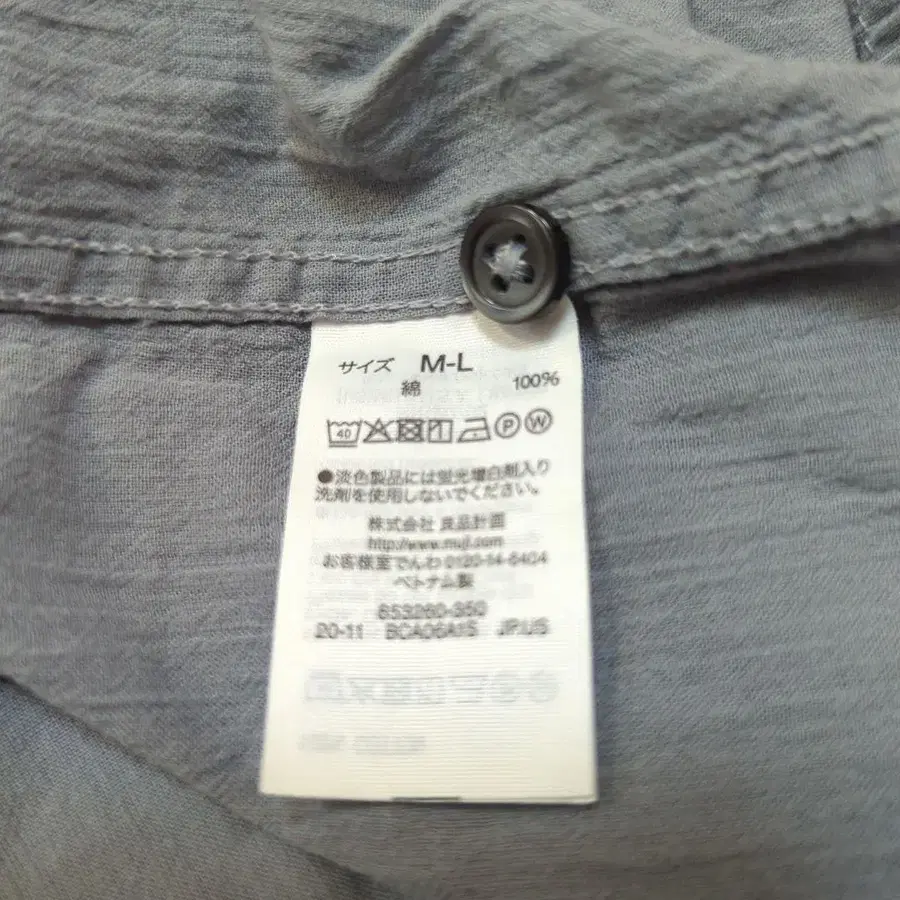 サイズ M-L
綿 100%
40 P W
●淡色製品には蛍光増白剤入り
洗剤を使用しないでください。
株式会社 良品計画
http://www.muji.com
お客様室でんわ 0120-14-6404
ベトナム製
653260-350
20-11 BCA06A1S JP.US